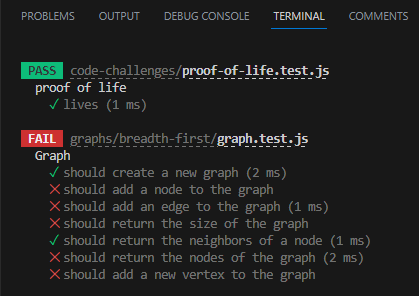 PROBLEMS OUTPUT DEBUG CONSOLE TERMINAL COMMENTS
PASS code-challenges/proof-of-life.test.js
proof of life
✓ lives (1 ms)
FAIL graphs/breadth-first/graph.test.js
Graph
✓ should create a new graph (2 ms)
✕ should add a node to the graph
✕ should add an edge to the graph (1 ms)
✕ should return the size of the graph
✓ should return the neighbors of a node (1 ms)
✕ should return the nodes of the graph (2 ms)
✕ should add a new vertex to the graph